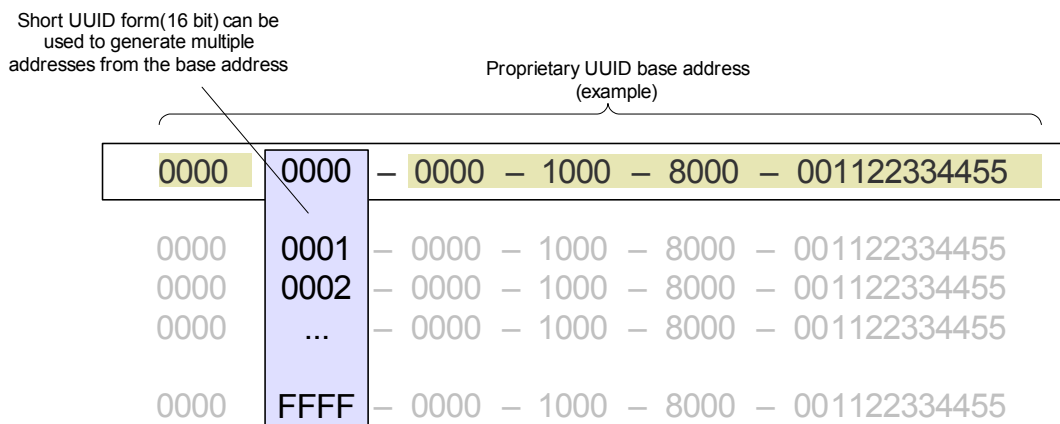 Short UUID form(16 bit) can be
used to generate multiple
addresses from the base address
Proprietary UUID base address
(example)
0000 0000 – 0000 – 1000 – 8000 – 001122334455
0000 0001 – 0000 – 1000 – 8000 – 001122334455
0000 0002 – 0000 – 1000 – 8000 – 001122334455
0000 ... – 0000 – 1000 – 8000 – 001122334455
0000 FFFF – 0000 – 1000 – 8000 – 001122334455